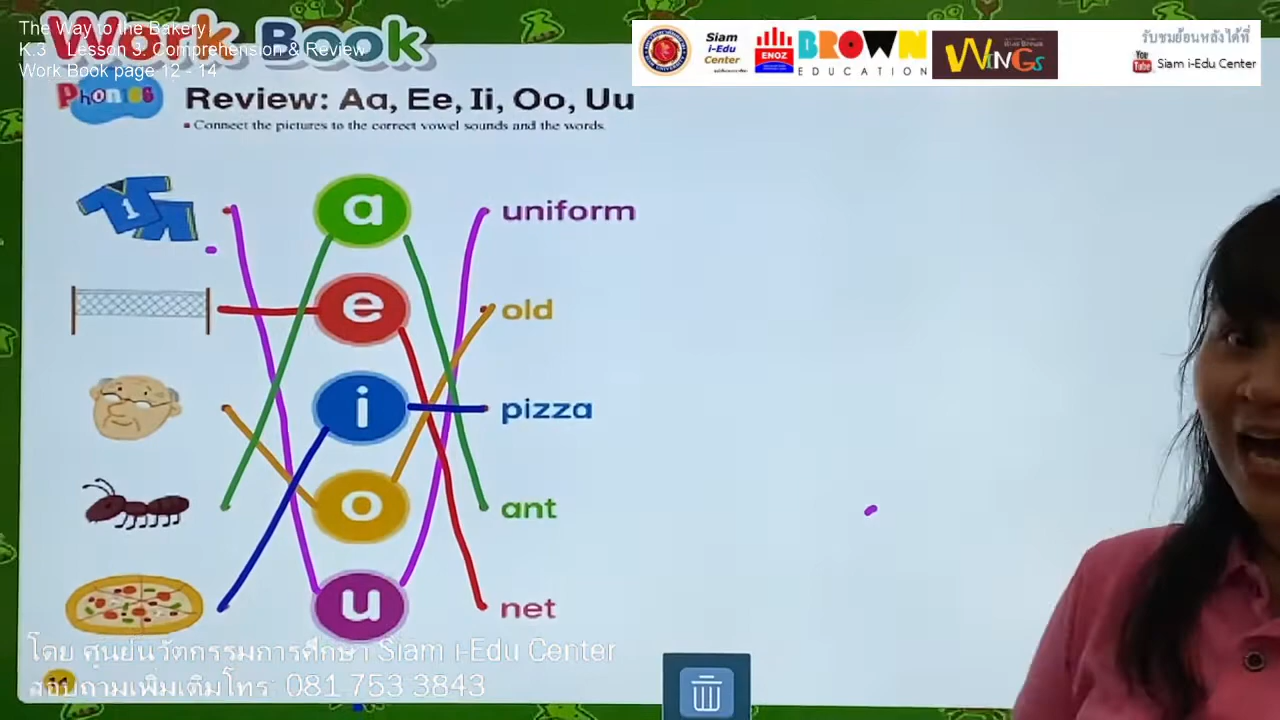 The Way to the Bakery
K.3 Lesson 3. Comprehension & Review
Work Book page 12 - 14
Work Book
Siam
i-Edu
Center
ENOZ
BROWN
EDUCATION
WINGS
รับชมย้อนหลังได้ที่
You
Tube
Siam i-Edu Center
Phonics
Review: Aa, Ee, Ii, Oo, Uu
Connect the pictures to the correct vowel sounds and the words.
1
a
uniform
e
old
i
pizza
o
ant
u
net
โดย ศูนย์นวัตกรรมการศึกษา Siam i-Edu Center
สอบถามเพิ่มเติมโทร: 081 753 3843